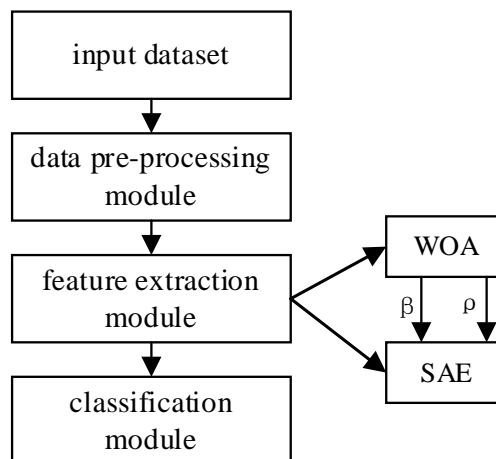 input dataset
data pre-processing
module
feature extraction
module
WOA
β ρ
SAE
classification
module